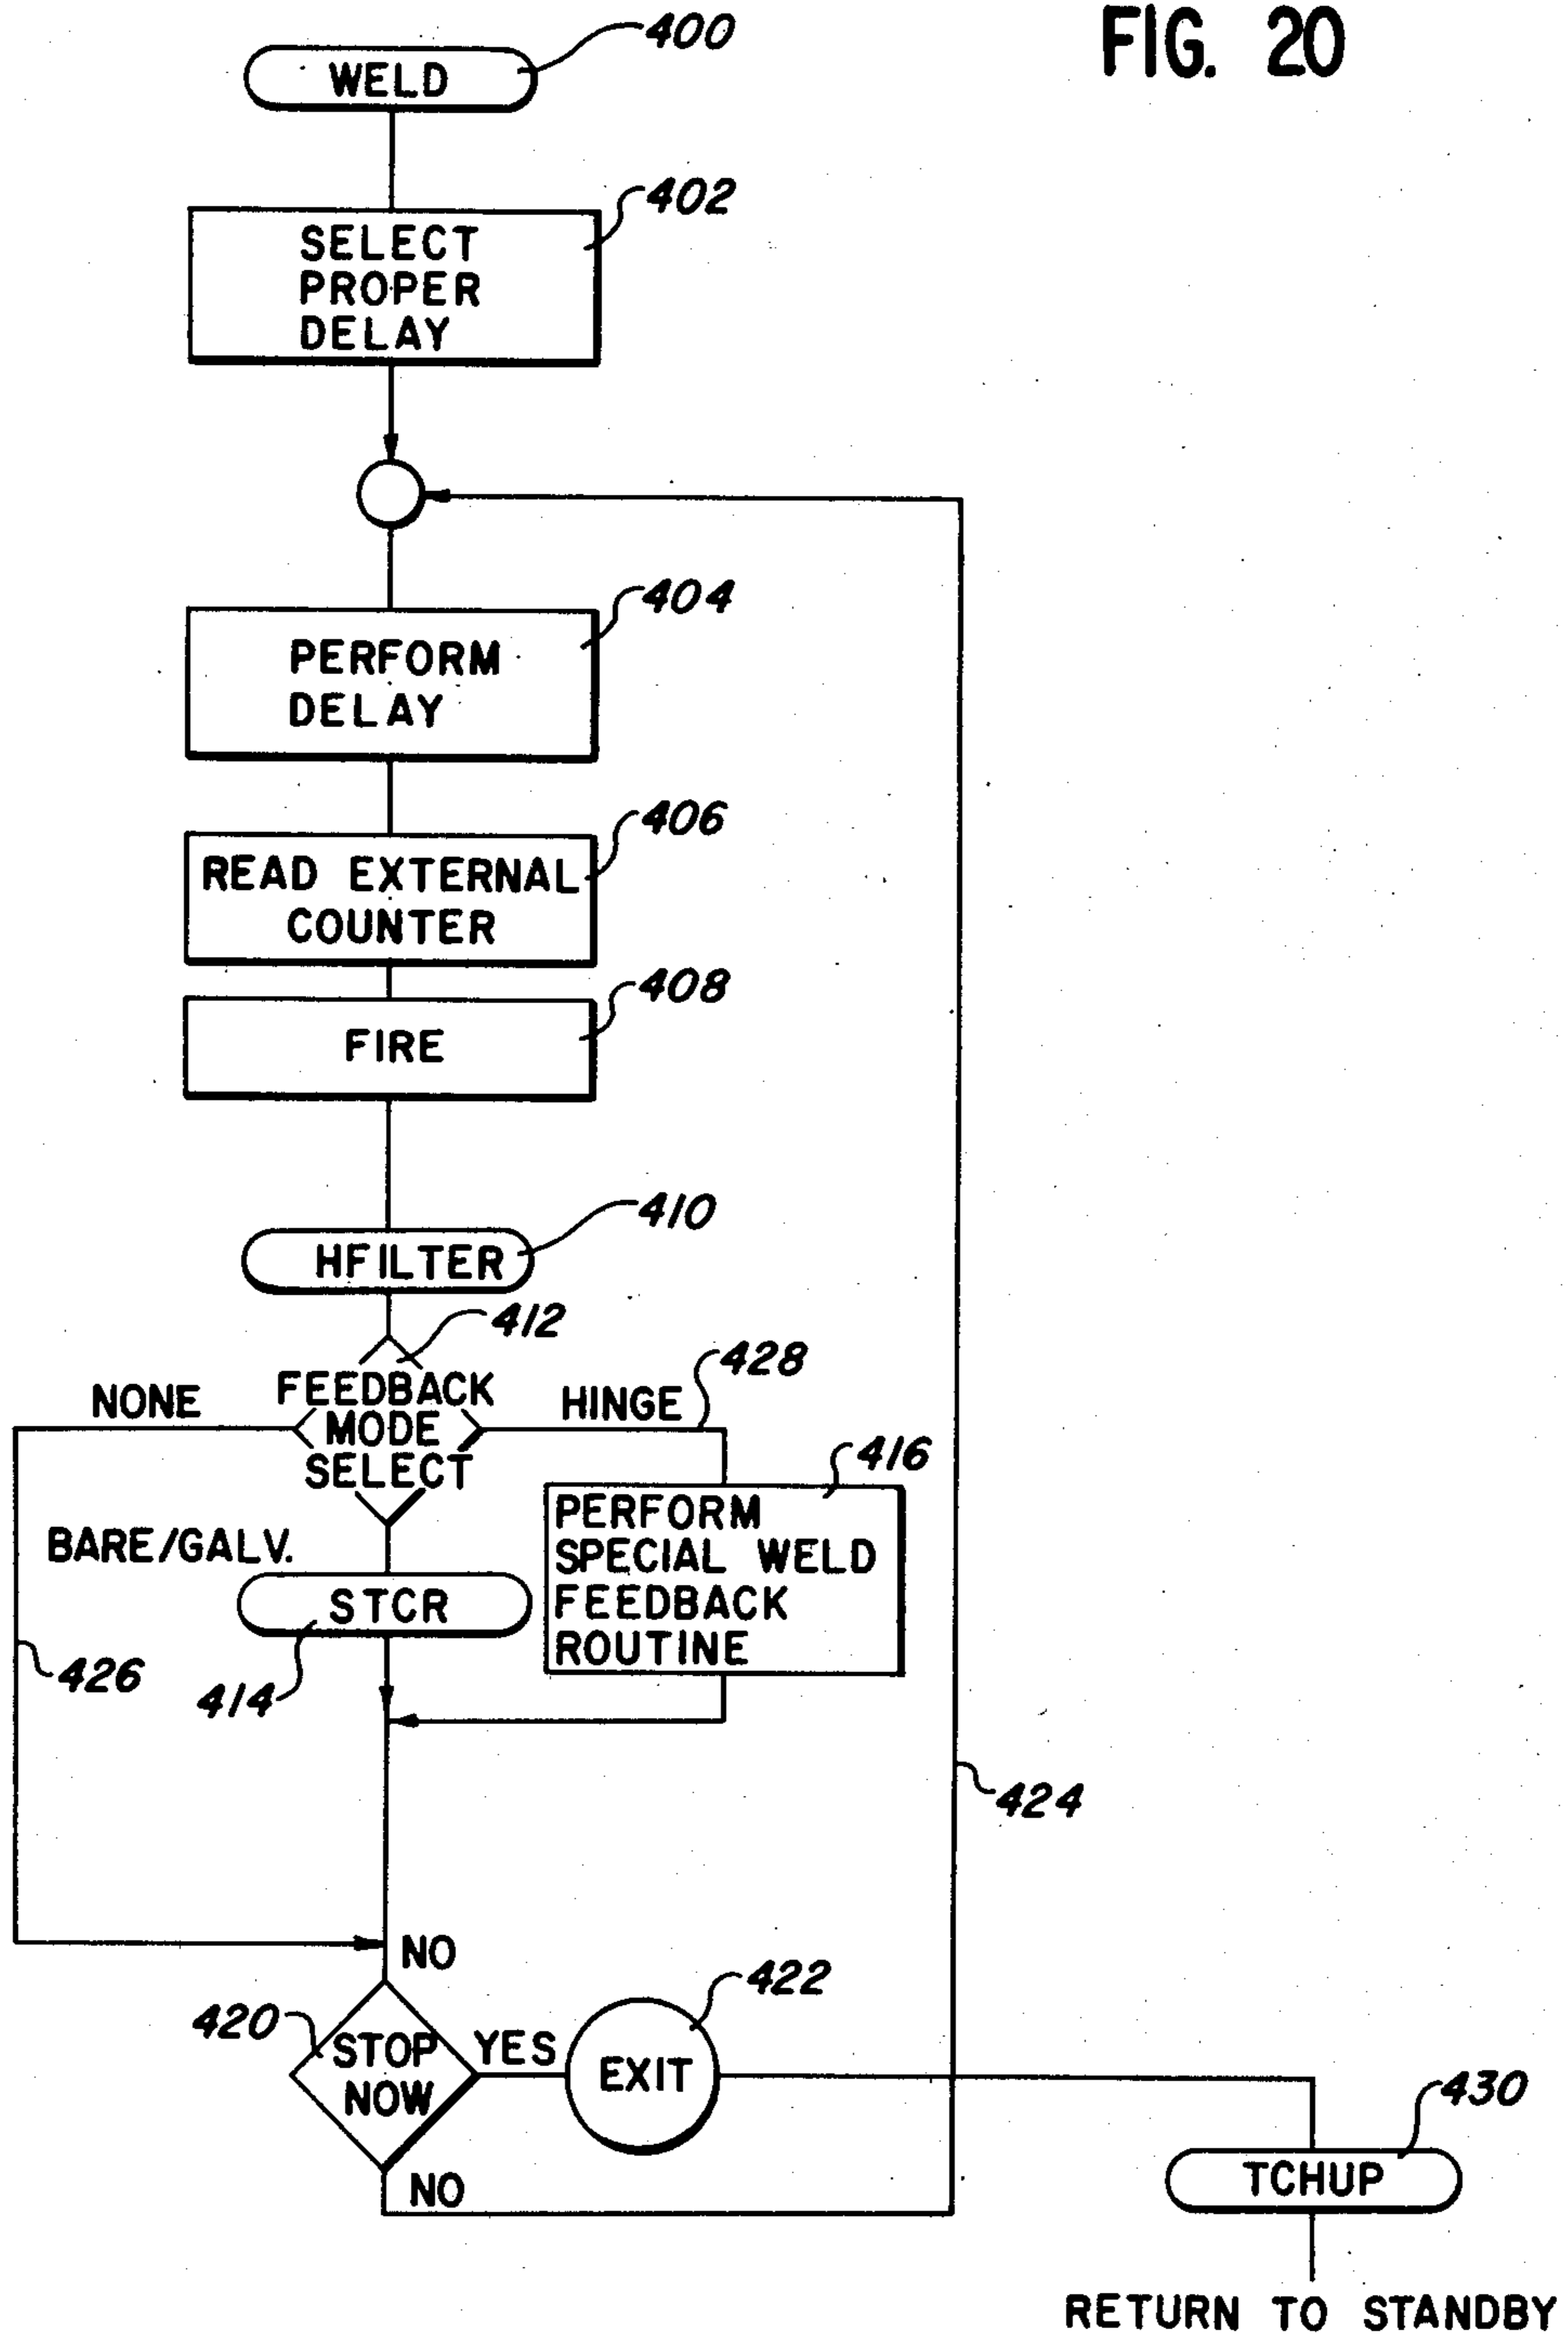 FIG. 20
400
WELD
402
SELECT
PROPER
DELAY
404
PERFORM
DELAY
406
READ EXTERNAL
COUNTER
408
FIRE
410
HFILTER
412
428
NONE
FEEDBACK
MODE
SELECT
HINGE
416
PERFORM
SPECIAL WELD
FEEDBACK
ROUTINE
BARE/GALV.
STCR
426
414
424
NO
422
420
STOP
NOW
YES
EXIT
430
NO
TCHUP
RETURN TO STANDBY